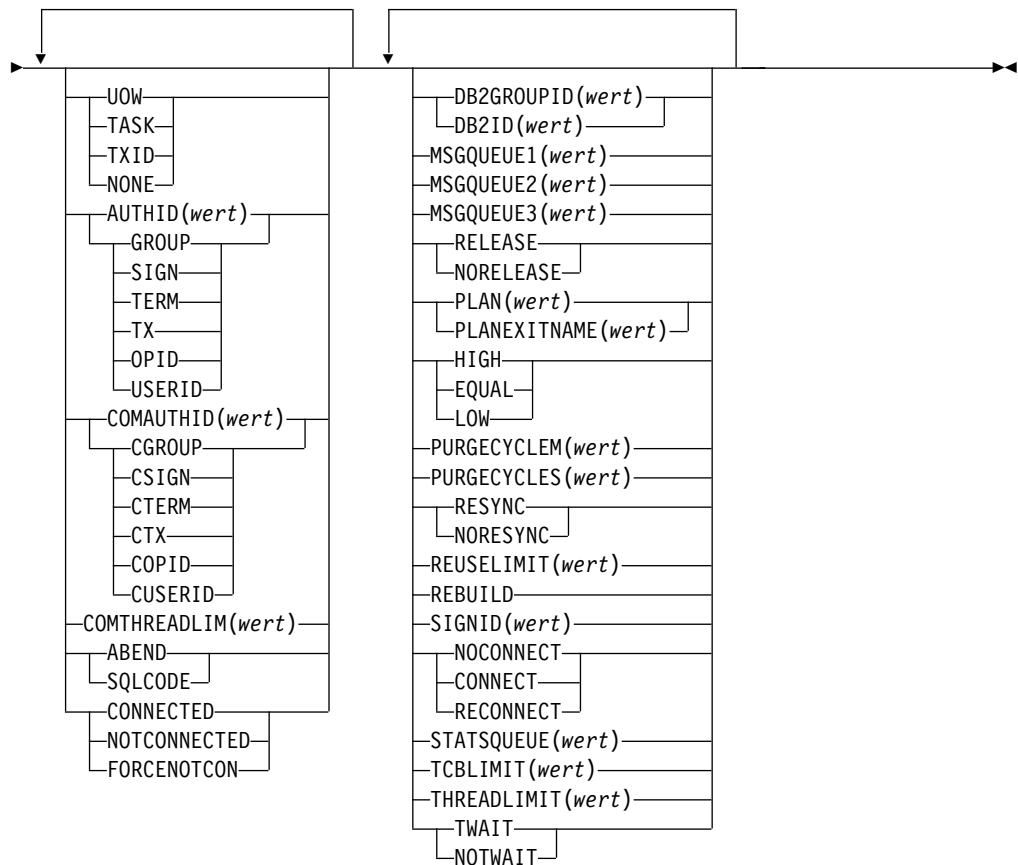 UOW
TASK
TXID
NONE
AUTHID(wert)
GROUP
SIGN
TERM
TX
OPID
USERID
COMAUTHID(wert)
CGROUP
CSIGN
CTERM
CTX
COPID
CUSERID
COMTHREADLIM(wert)
ABEND
SQLCODE
CONNECTED
NOTCONNECTED
FORCENOTCON
DB2GROUPID(wert)
DB2ID(wert)
MSGQUEUE1(wert)
MSGQUEUE2(wert)
MSGQUEUE3(wert)
RELEASE
NORELEASE
PLAN(wert)
PLANEXITNAME(wert)
HIGH
EQUAL
LOW
PURGECYCLEM(wert)
PURGECYCLES(wert)
RESYNC
NORESYNC
REUSELIMIT(wert)
REBUILD
SIGNID(wert)
NOCONNECT
CONNECT
RECONNECT
STATSQUEUE(wert)
TCBLIMIT(wert)
THREADLIMIT(wert)
TWAIT
NOTWAIT